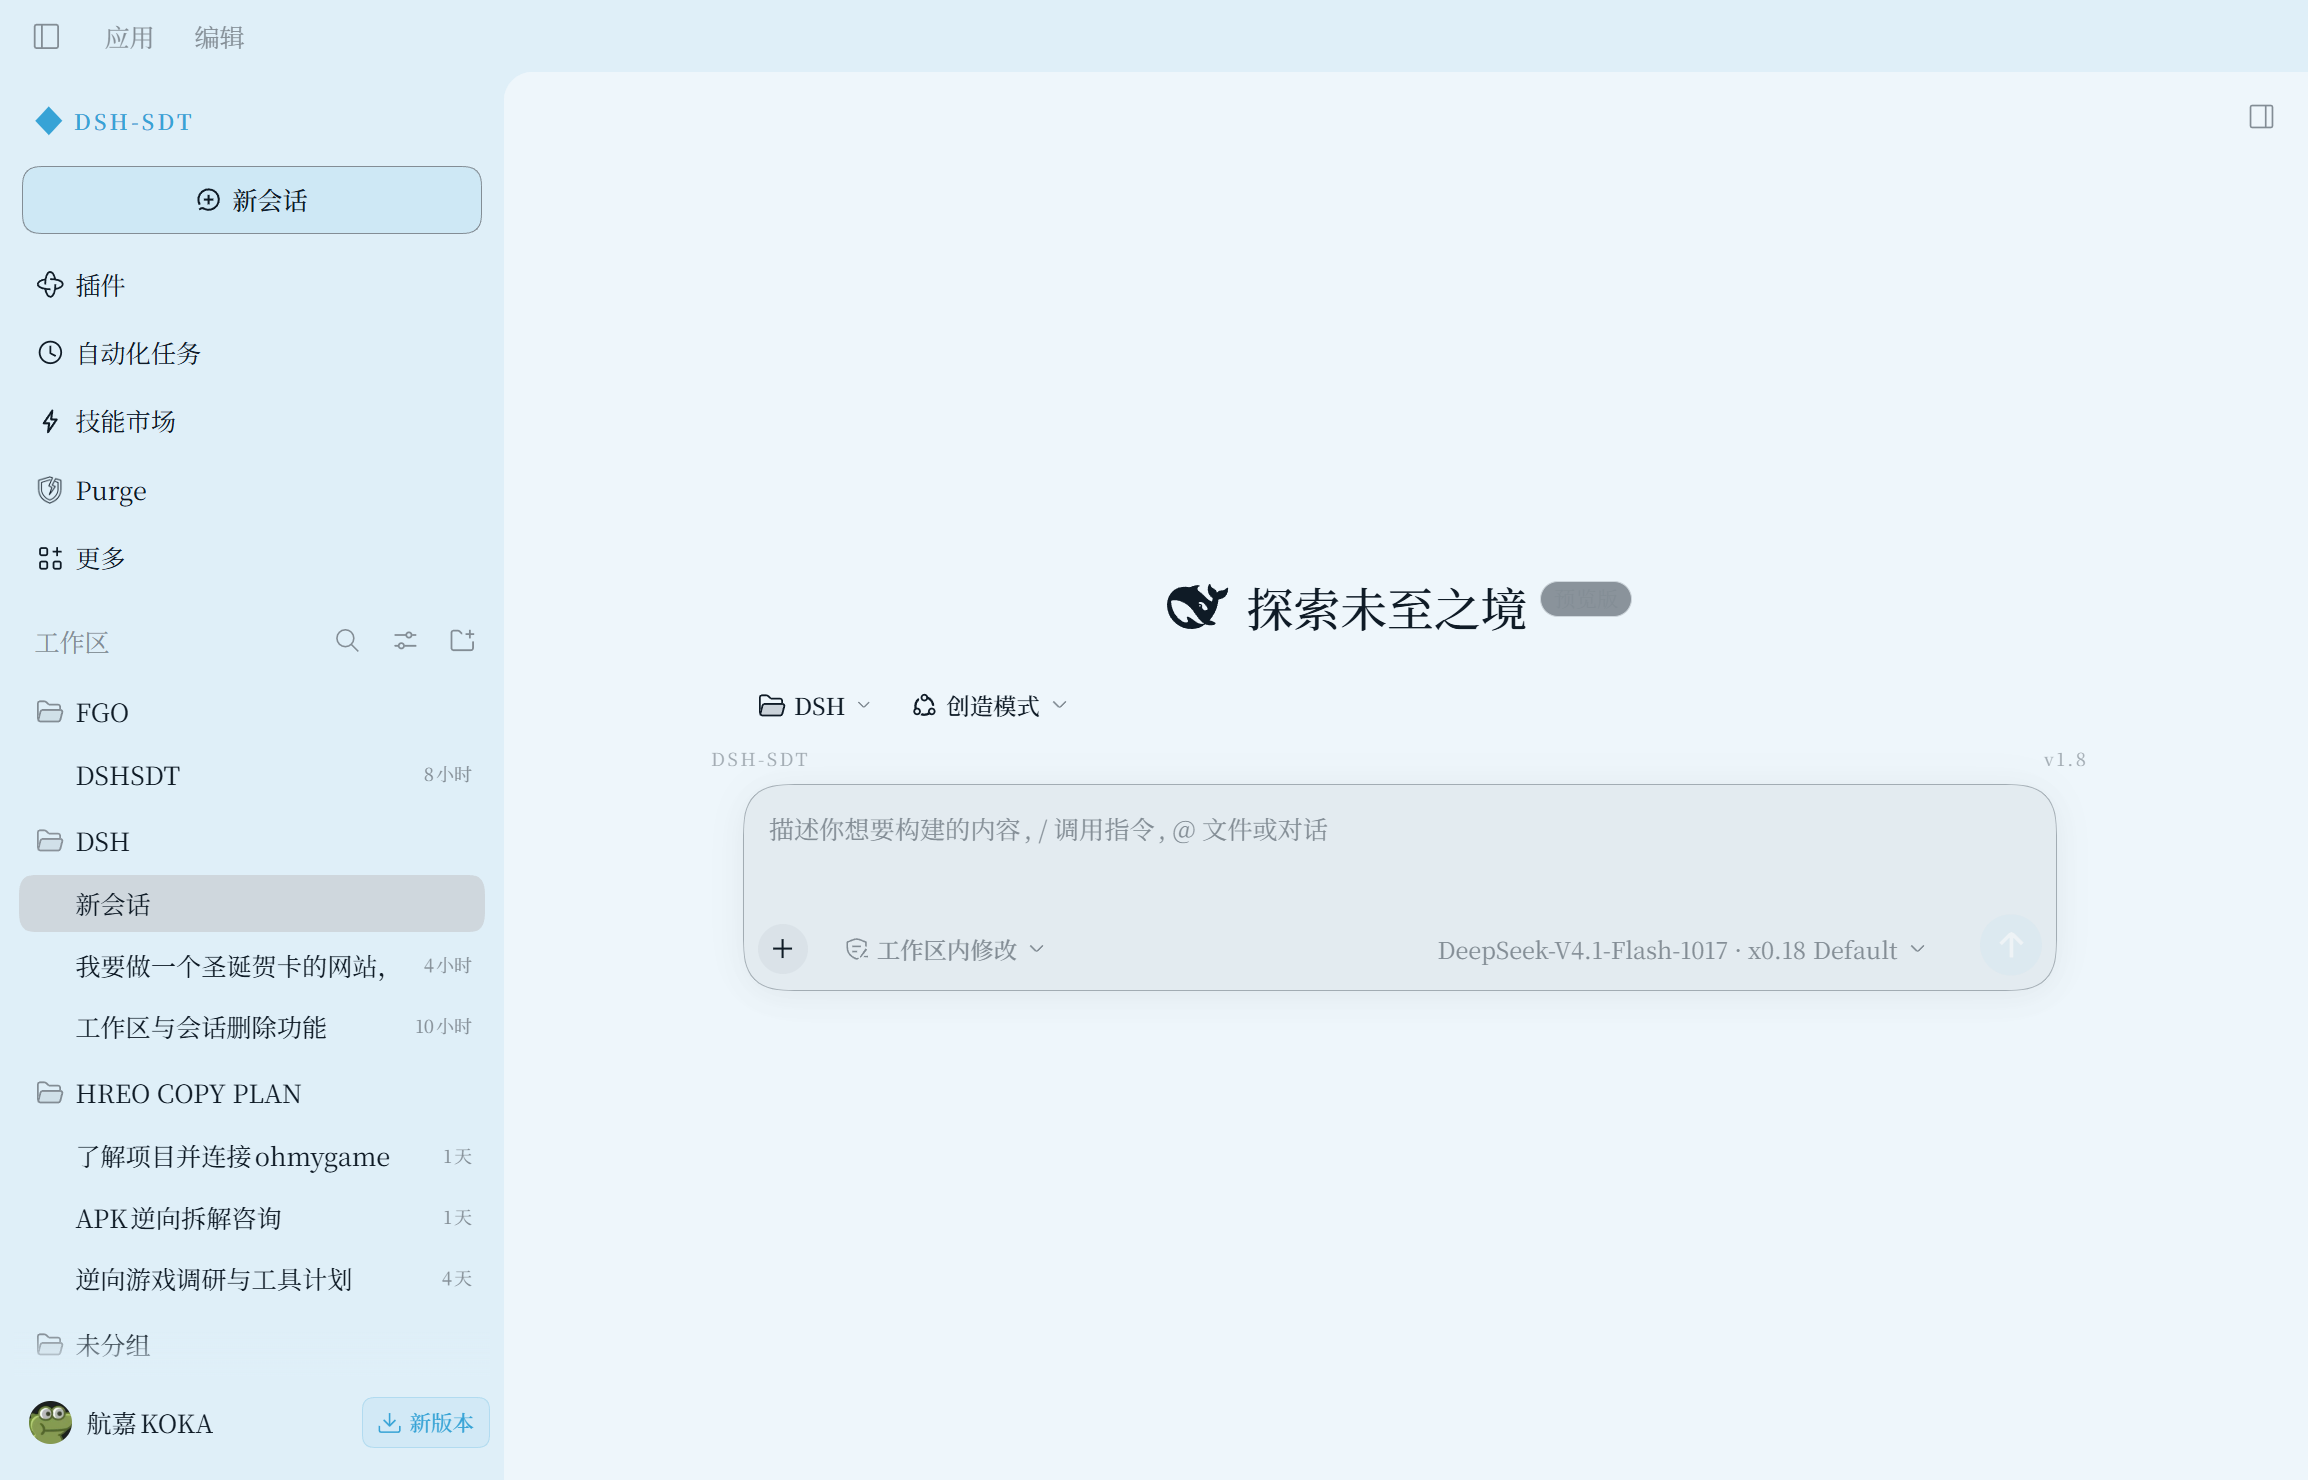 应用 编辑
DSH-SDT
新会话
插件
自动化任务
技能市场
Purge
更多
工作区
FGO
DSHSDT 8小时
DSH
新会话
我要做一个圣诞贺卡的网站, 4小时
工作区与会话删除功能 10小时
HREO COPY PLAN
了解项目并连接ohmygame 1天
APK逆向拆解咨询 1天
逆向游戏调研与工具计划 4天
未分组
航嘉KOKA 新版本
探索未至之境
DSH 创造模式
DSH-SDT v1.8
描述你想要构建的内容, / 调用指令, @ 文件或对话
工作区内修改 DeepSeek-V4.1-Flash-1017 · x0.18 Default